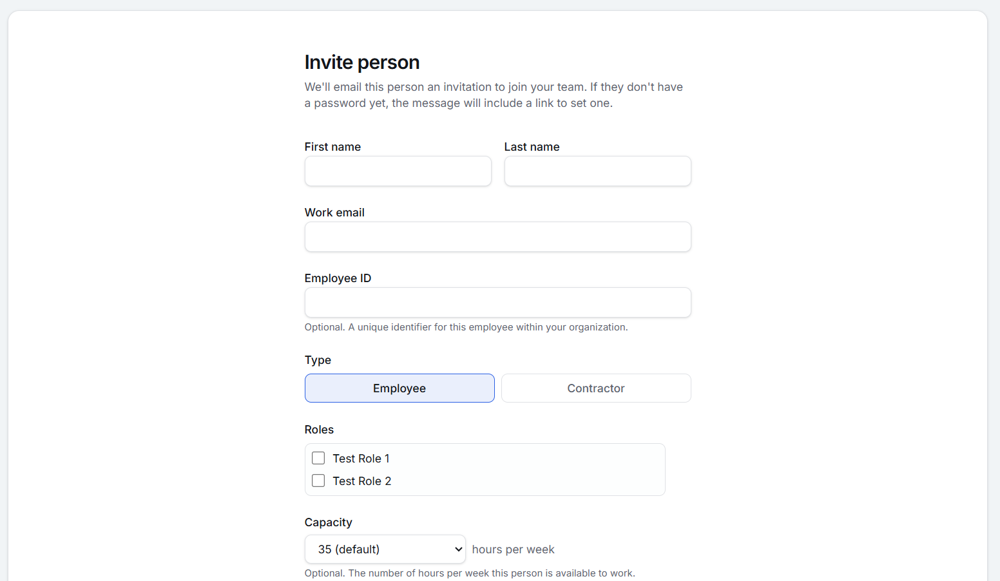 Invite person
We'll email this person an invitation to join your team. If they don't have
a password yet, the message will include a link to set one.
First name
Last name
Work email
Employee ID
Optional. A unique identifier for this employee within your organization.
Type
Employee
Contractor
Roles
Test Role 1
Test Role 2
Capacity
35 (default)
hours per week
Optional. The number of hours per week this person is available to work.